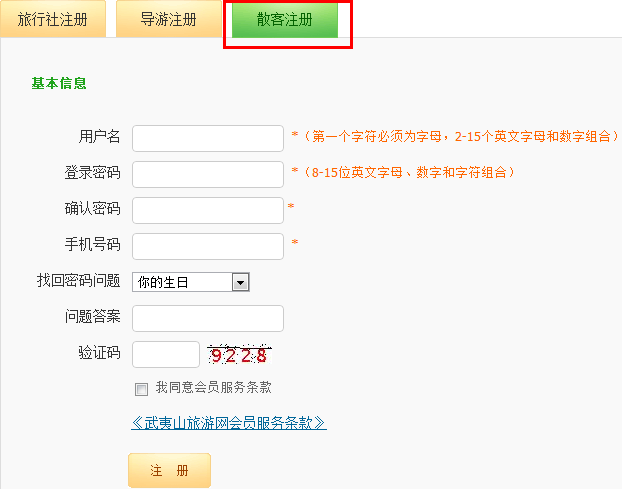 旅行社注册 导游注册 散客注册
基本信息
用户名 *（第一个字符必须为字母，2-15个英文字母和数字组合）
登录密码 *（8-15位英文字母、数字和字符组合）
确认密码 *
手机号码 *
找回密码问题 你的生日
问题答案
验证码 9228
我同意会员服务条款
《武夷山旅游网会员服务条款》
注 册